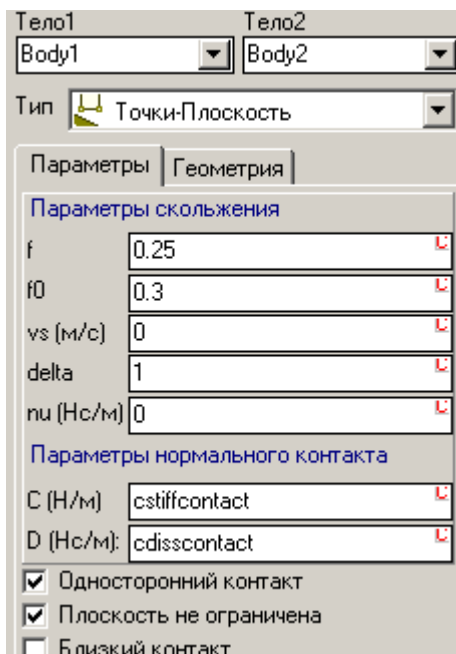 Тело1 Тело2
Body1 Body2
Тип Точки-Плоскость
Параметры Геометрия
Параметры скольжения
f 0.25 C
f0 0.3 C
vs (м/с) 0 C
delta 1 C
nu (Нс/м) 0 C
Параметры нормального контакта
C (Н/м) cstiffcontact C
D (Нс/м): cdisscontact C
Односторонний контакт
Плоскость не ограничена
Близкий контакт